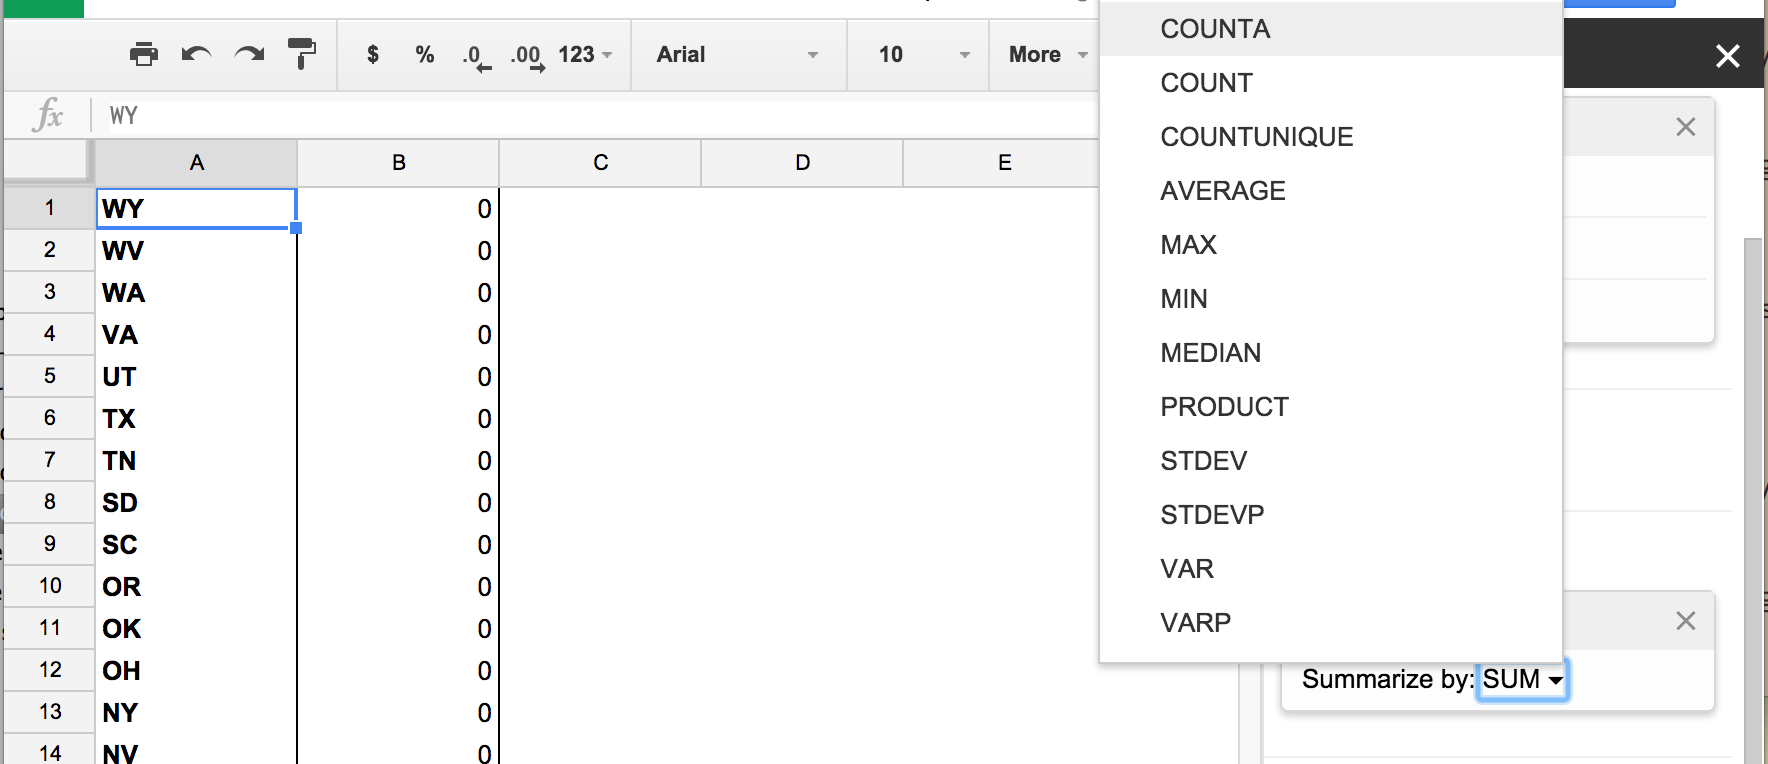 $ % .0 .00 123 Arial 10 More
fx WY
A B C D E
1 WY 0
2 WV 0
3 WA 0
4 VA 0
5 UT 0
6 TX 0
7 TN 0
8 SD 0
9 SC 0
10 OR 0
11 OK 0
12 OH 0
13 NY 0
14 NV 0
COUNTA
COUNT
COUNTUNIQUE
AVERAGE
MAX
MIN
MEDIAN
PRODUCT
STDEV
STDEVP
VAR
VARP
Summarize by: SUM